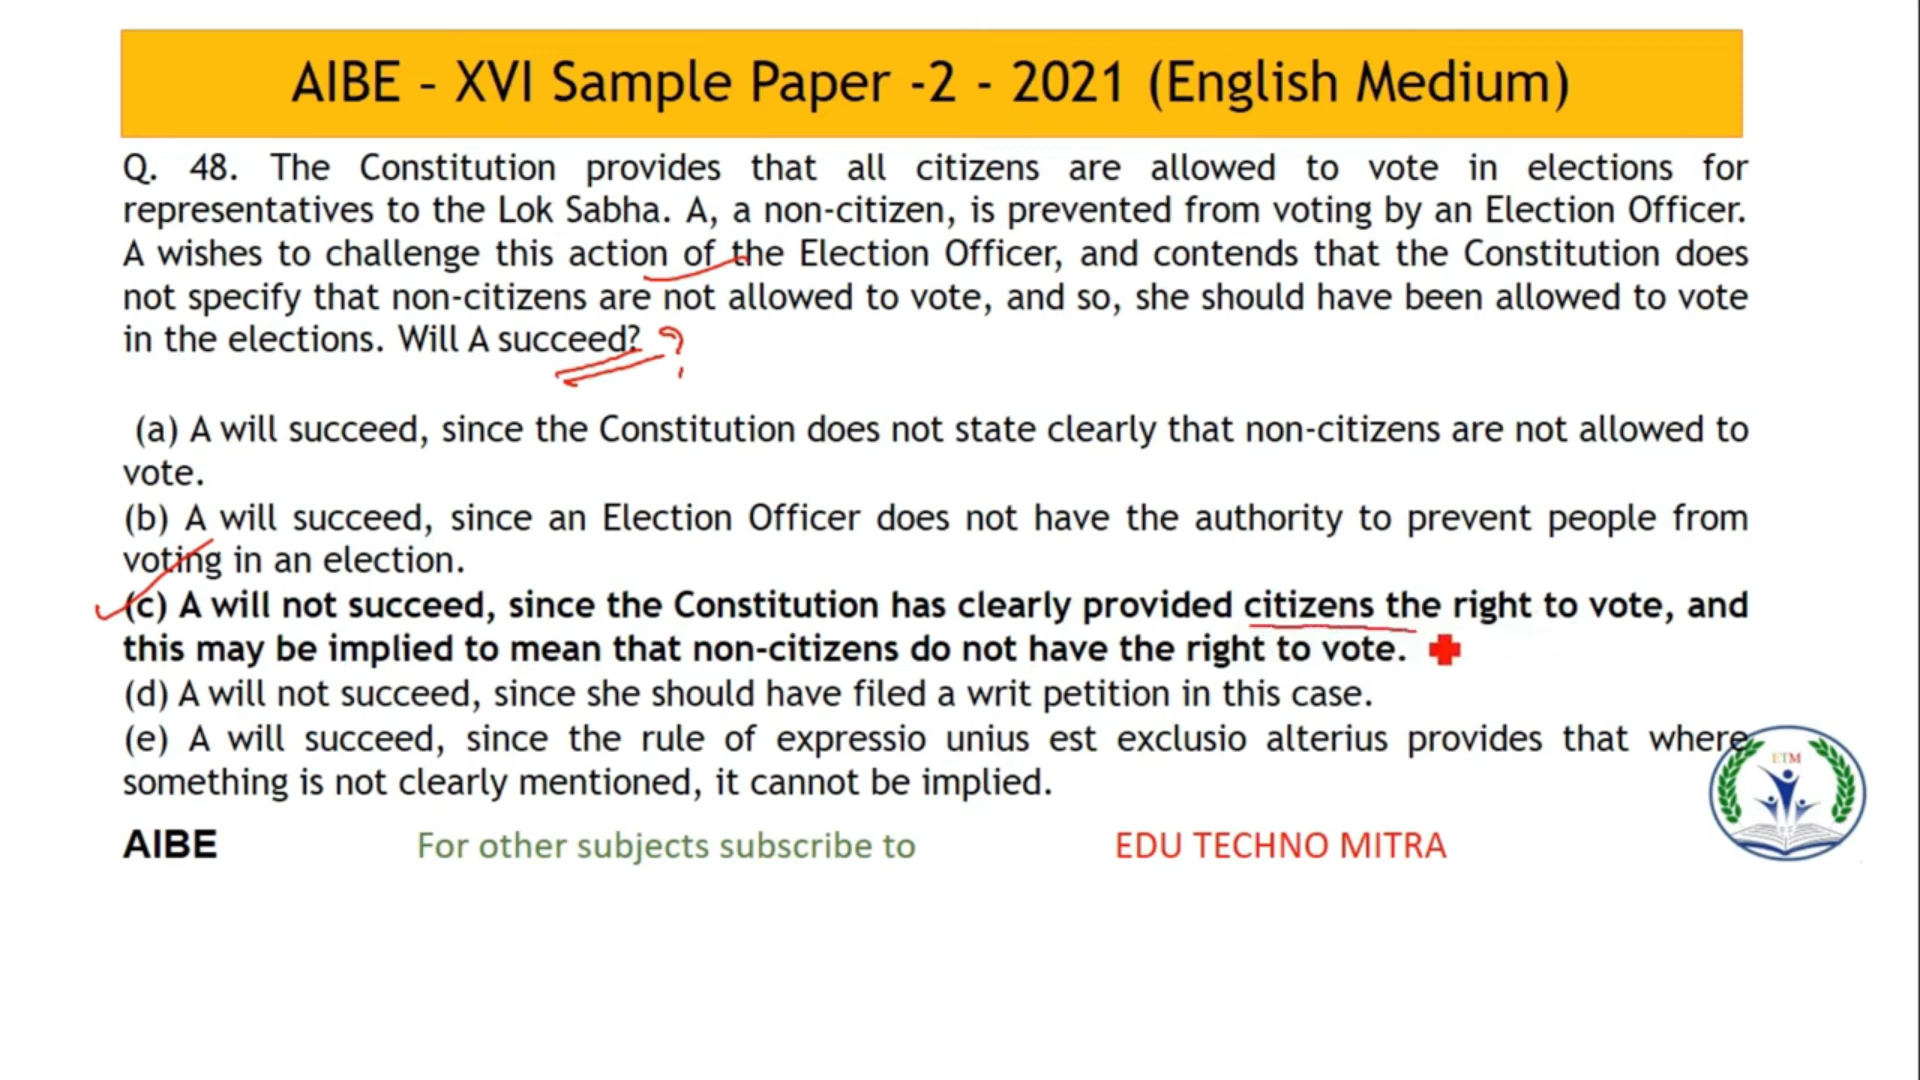 AIBE – XVI Sample Paper -2 - 2021 (English Medium)
Q. 48. The Constitution provides that all citizens are allowed to vote in elections for
representatives to the Lok Sabha. A, a non-citizen, is prevented from voting by an Election Officer.
A wishes to challenge this action of the Election Officer, and contends that the Constitution does
not specify that non-citizens are not allowed to vote, and so, she should have been allowed to vote
in the elections. Will A succeed? ?
(a) A will succeed, since the Constitution does not state clearly that non-citizens are not allowed to
vote.
(b) A will succeed, since an Election Officer does not have the authority to prevent people from
voting in an election.
(c) A will not succeed, since the Constitution has clearly provided citizens the right to vote, and
this may be implied to mean that non-citizens do not have the right to vote.
(d) A will not succeed, since she should have filed a writ petition in this case.
(e) A will succeed, since the rule of expressio unius est exclusio alterius provides that where
something is not clearly mentioned, it cannot be implied.
ETM
AIBE For other subjects subscribe to EDU TECHNO MITRA